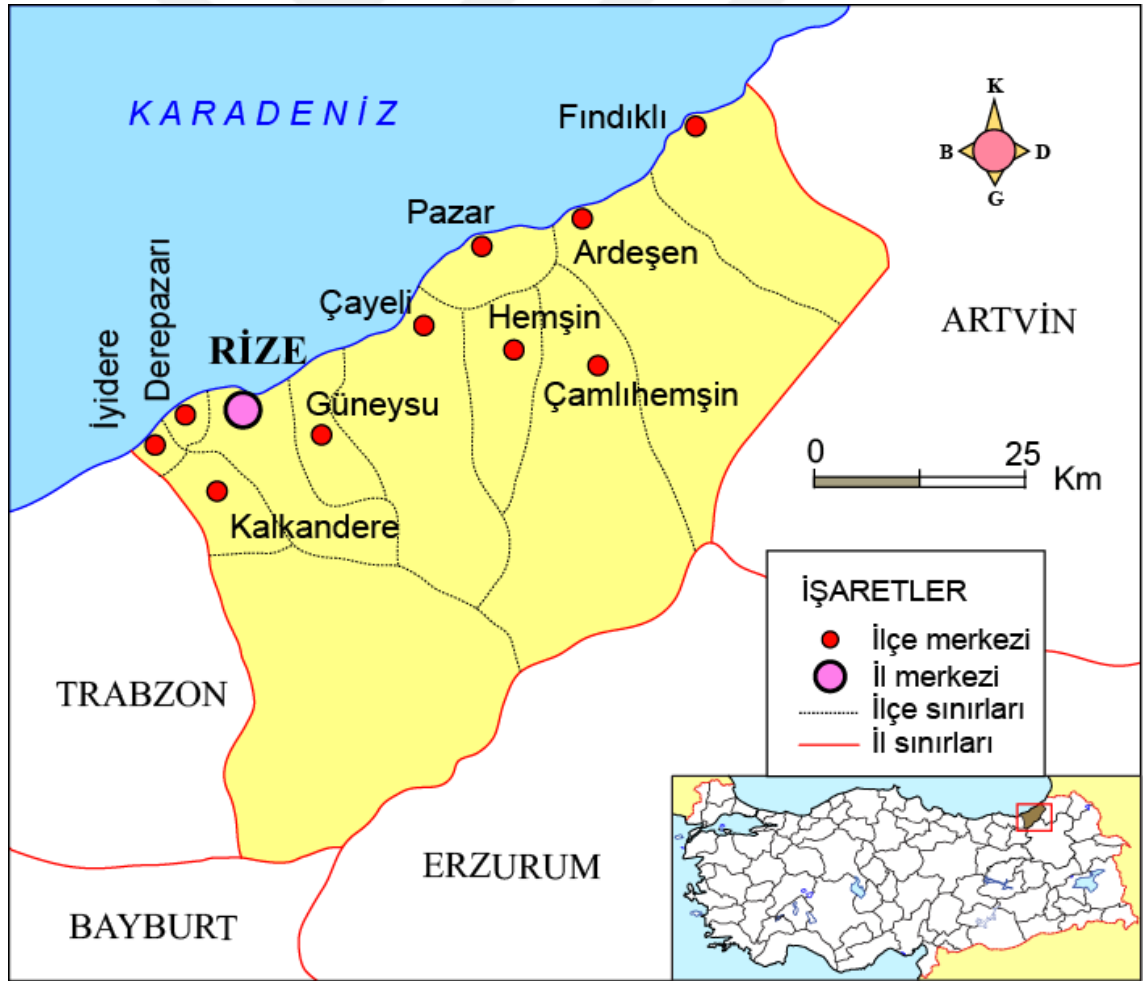 KARADENİZ
Fındıklı
K
B
D
G
Pazar
Ardeşen
Derepazarı
İyidere
Çayeli
Hemşin
RİZE
ARTVİN
Güneysu
Çamlıhemşin
0
25
Km
Kalkandere
İŞARETLER
İlçe merkezi
İl merkezi
İlçe sınırları
İl sınırları
TRABZON
ERZURUM
BAYBURT